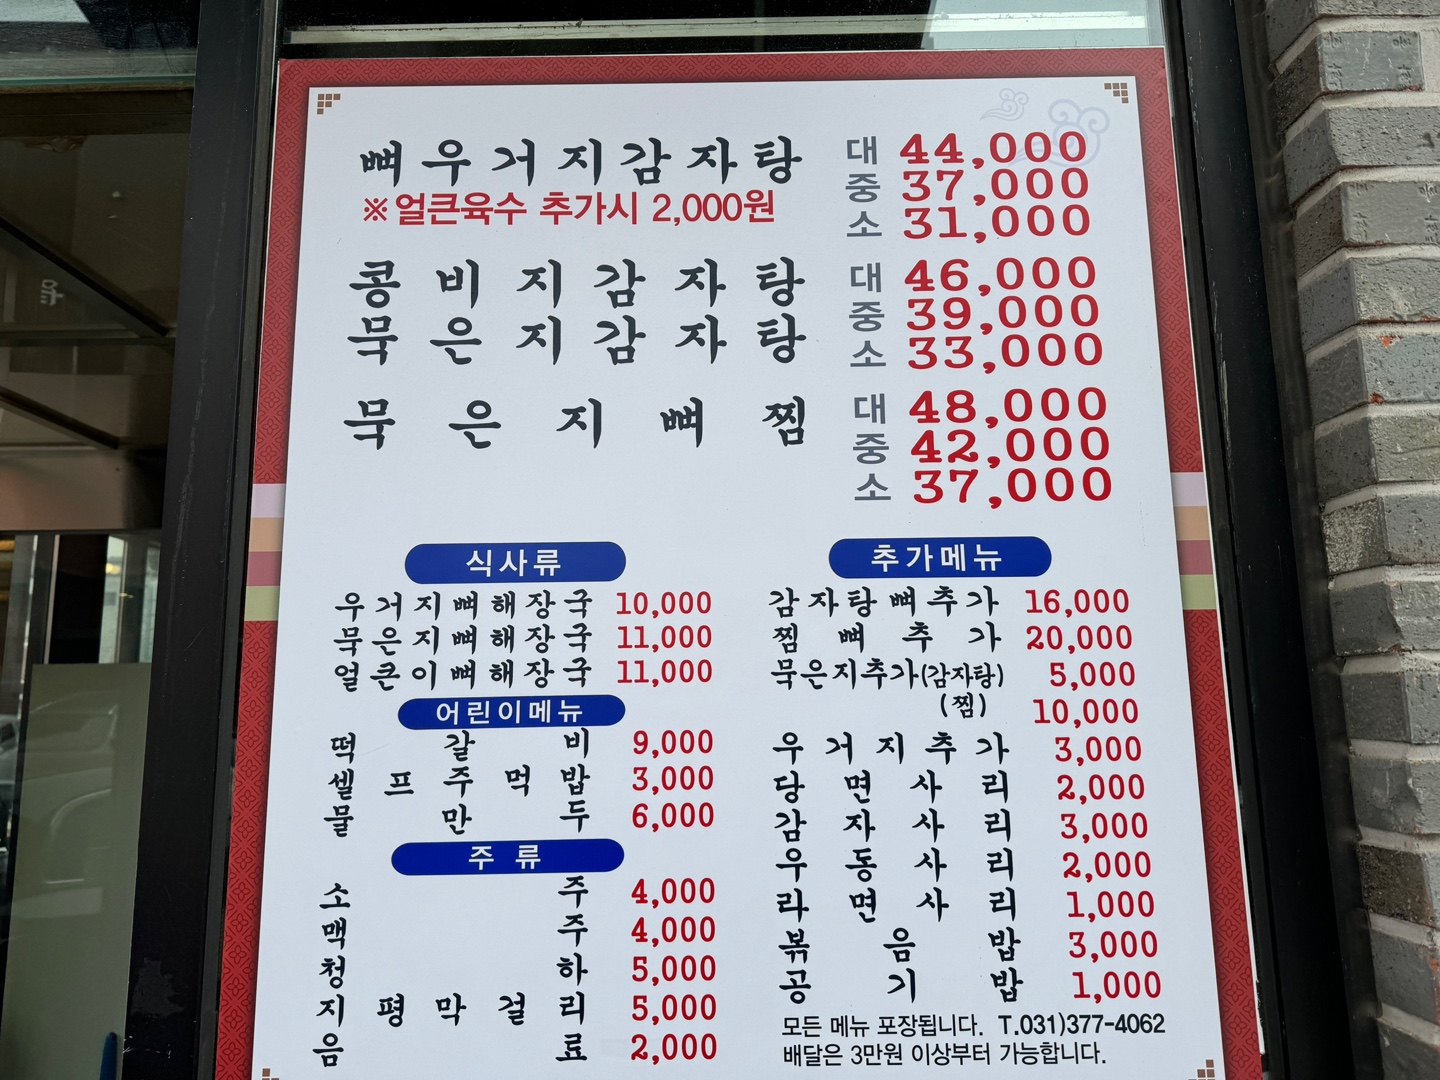 뼈우거지감자탕 대 44,000
※얼큰육수 추가시 2,000원 중 37,000
소 31,000
콩비지감자탕 대 46,000
묵은지감자탕 중 39,000
소 33,000
묵은지뼈찜 대 48,000
중 42,000
소 37,000
식사류
우거지뼈해장국 10,000
묵은지뼈해장국 11,000
얼큰이뼈해장국 11,000
어린이메뉴
떡갈비 9,000
셀프주먹밥 3,000
물만두 6,000
주류
소주 4,000
맥주 4,000
청하 5,000
지평막걸리 5,000
음료 2,000
추가메뉴
감자탕뼈추가 16,000
찜뼈추가 20,000
묵은지추가(감자탕) 5,000
(찜) 10,000
우거지추가 3,000
당면사리 2,000
감자사리 3,000
우동사리 2,000
라면사리 1,000
볶음밥 3,000
공기밥 1,000
모든 메뉴 포장됩니다. T.031)377-4062
배달은 3만원 이상부터 가능합니다.